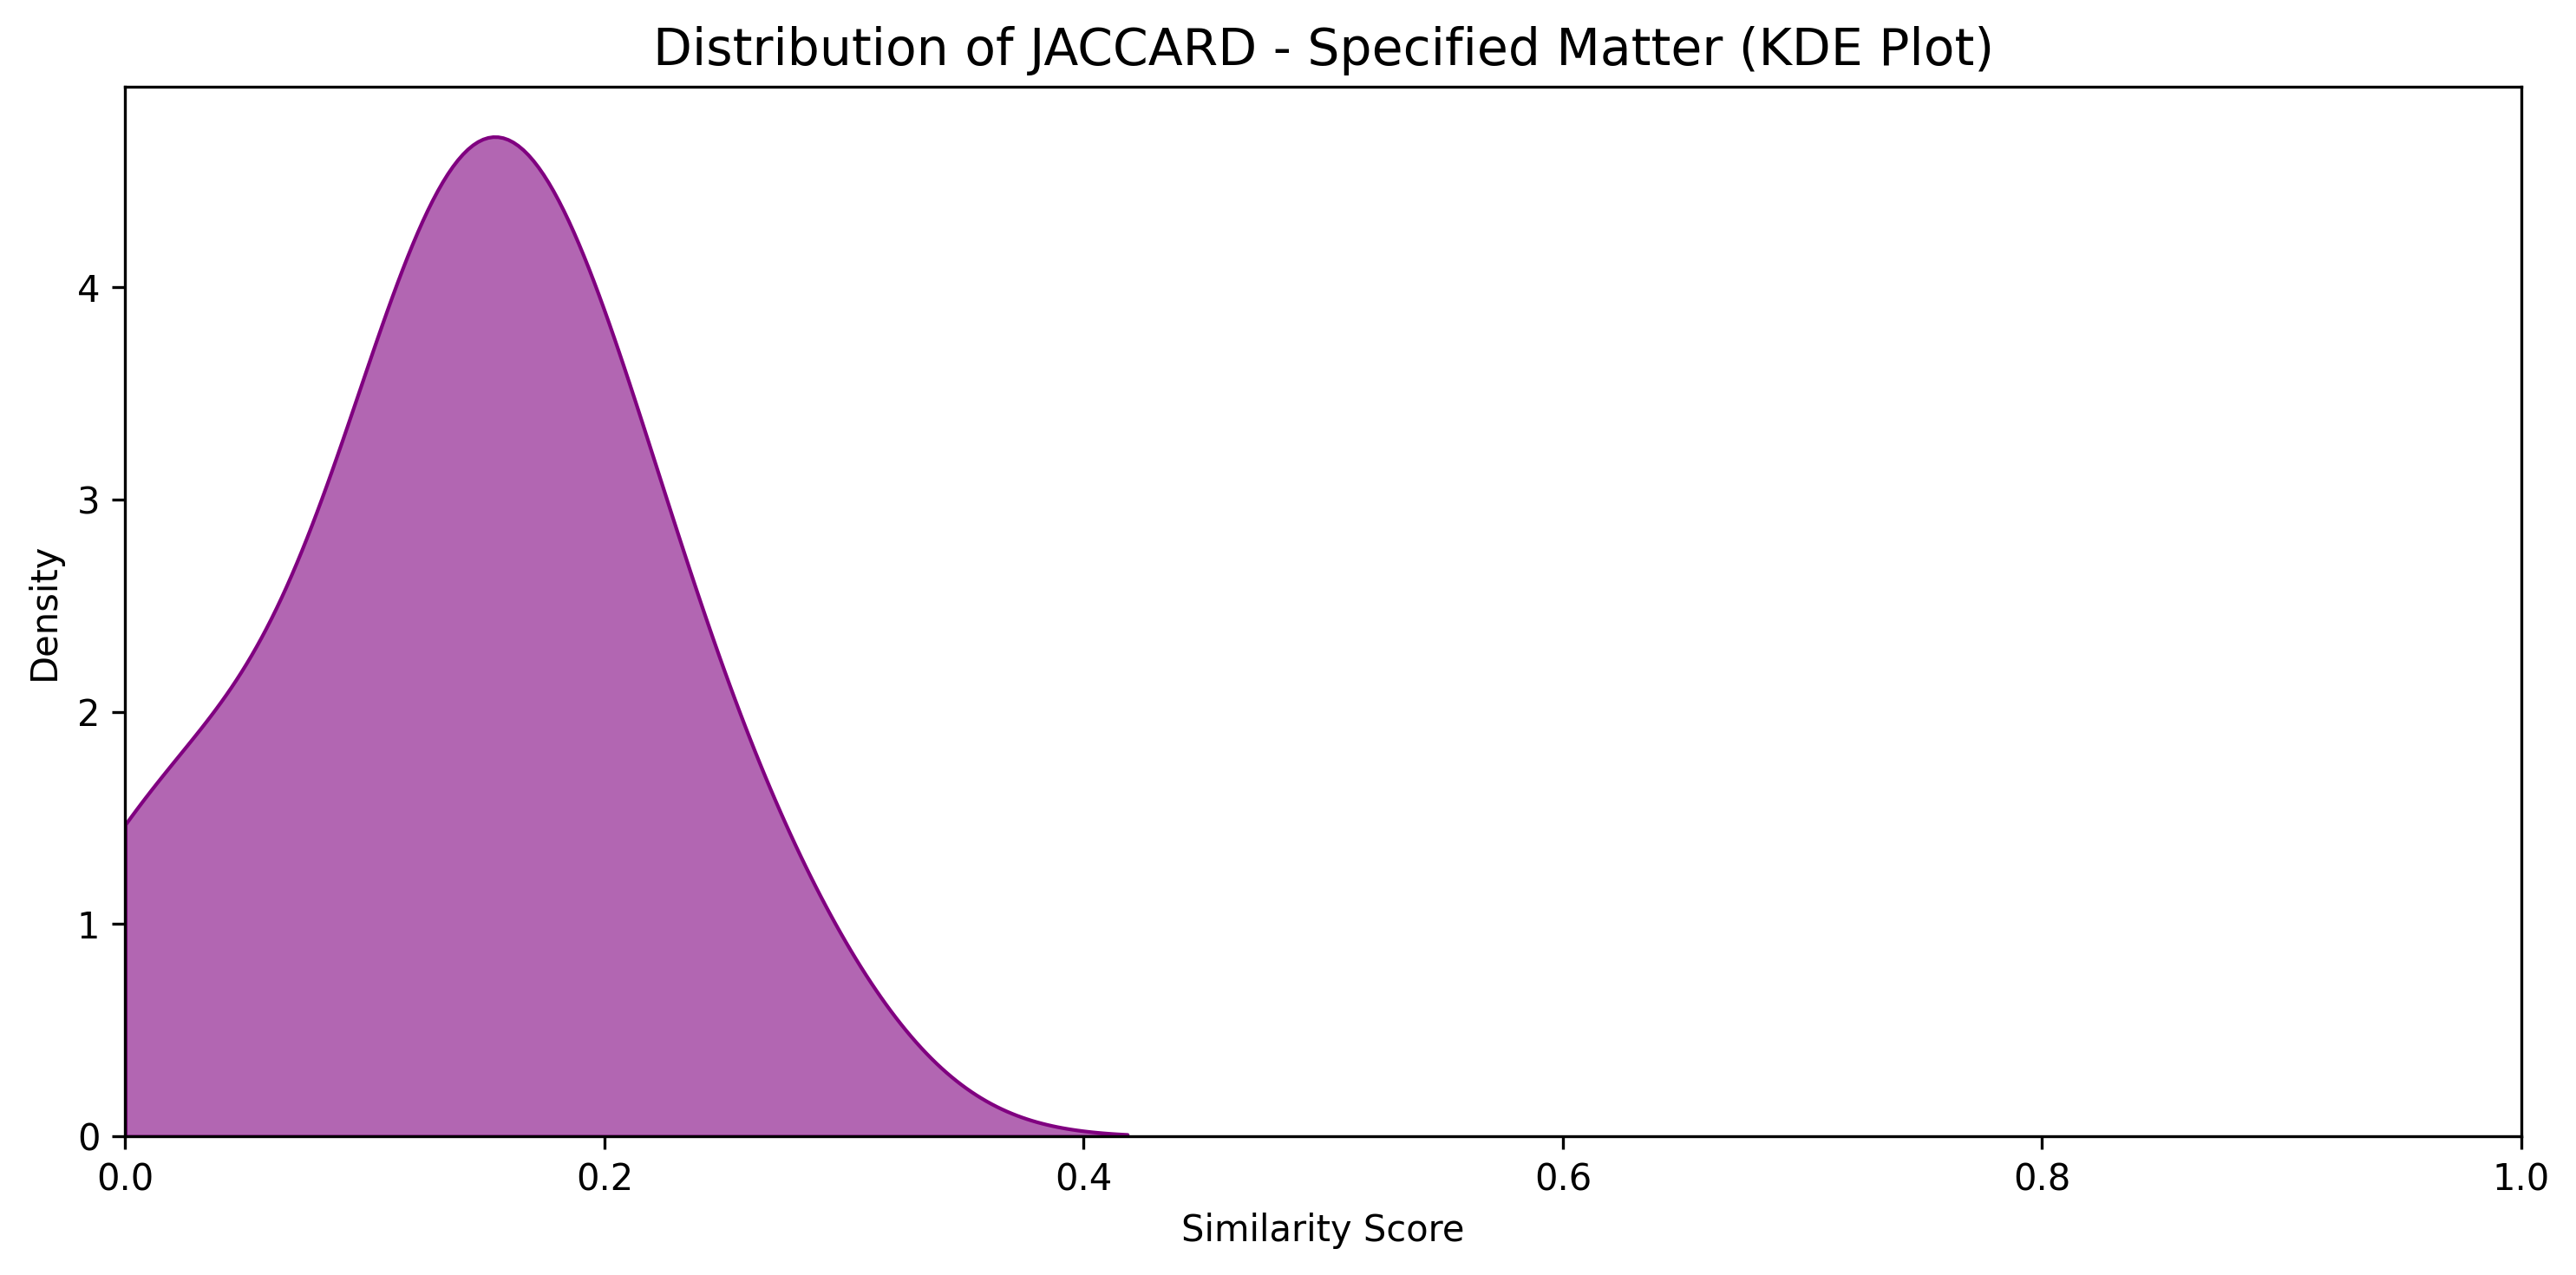 Distribution of JACCARD - Specified Matter (KDE Plot)
Density
4
3
2
1
0
0.0 0.2 0.4 0.6 0.8 1.0
Similarity Score